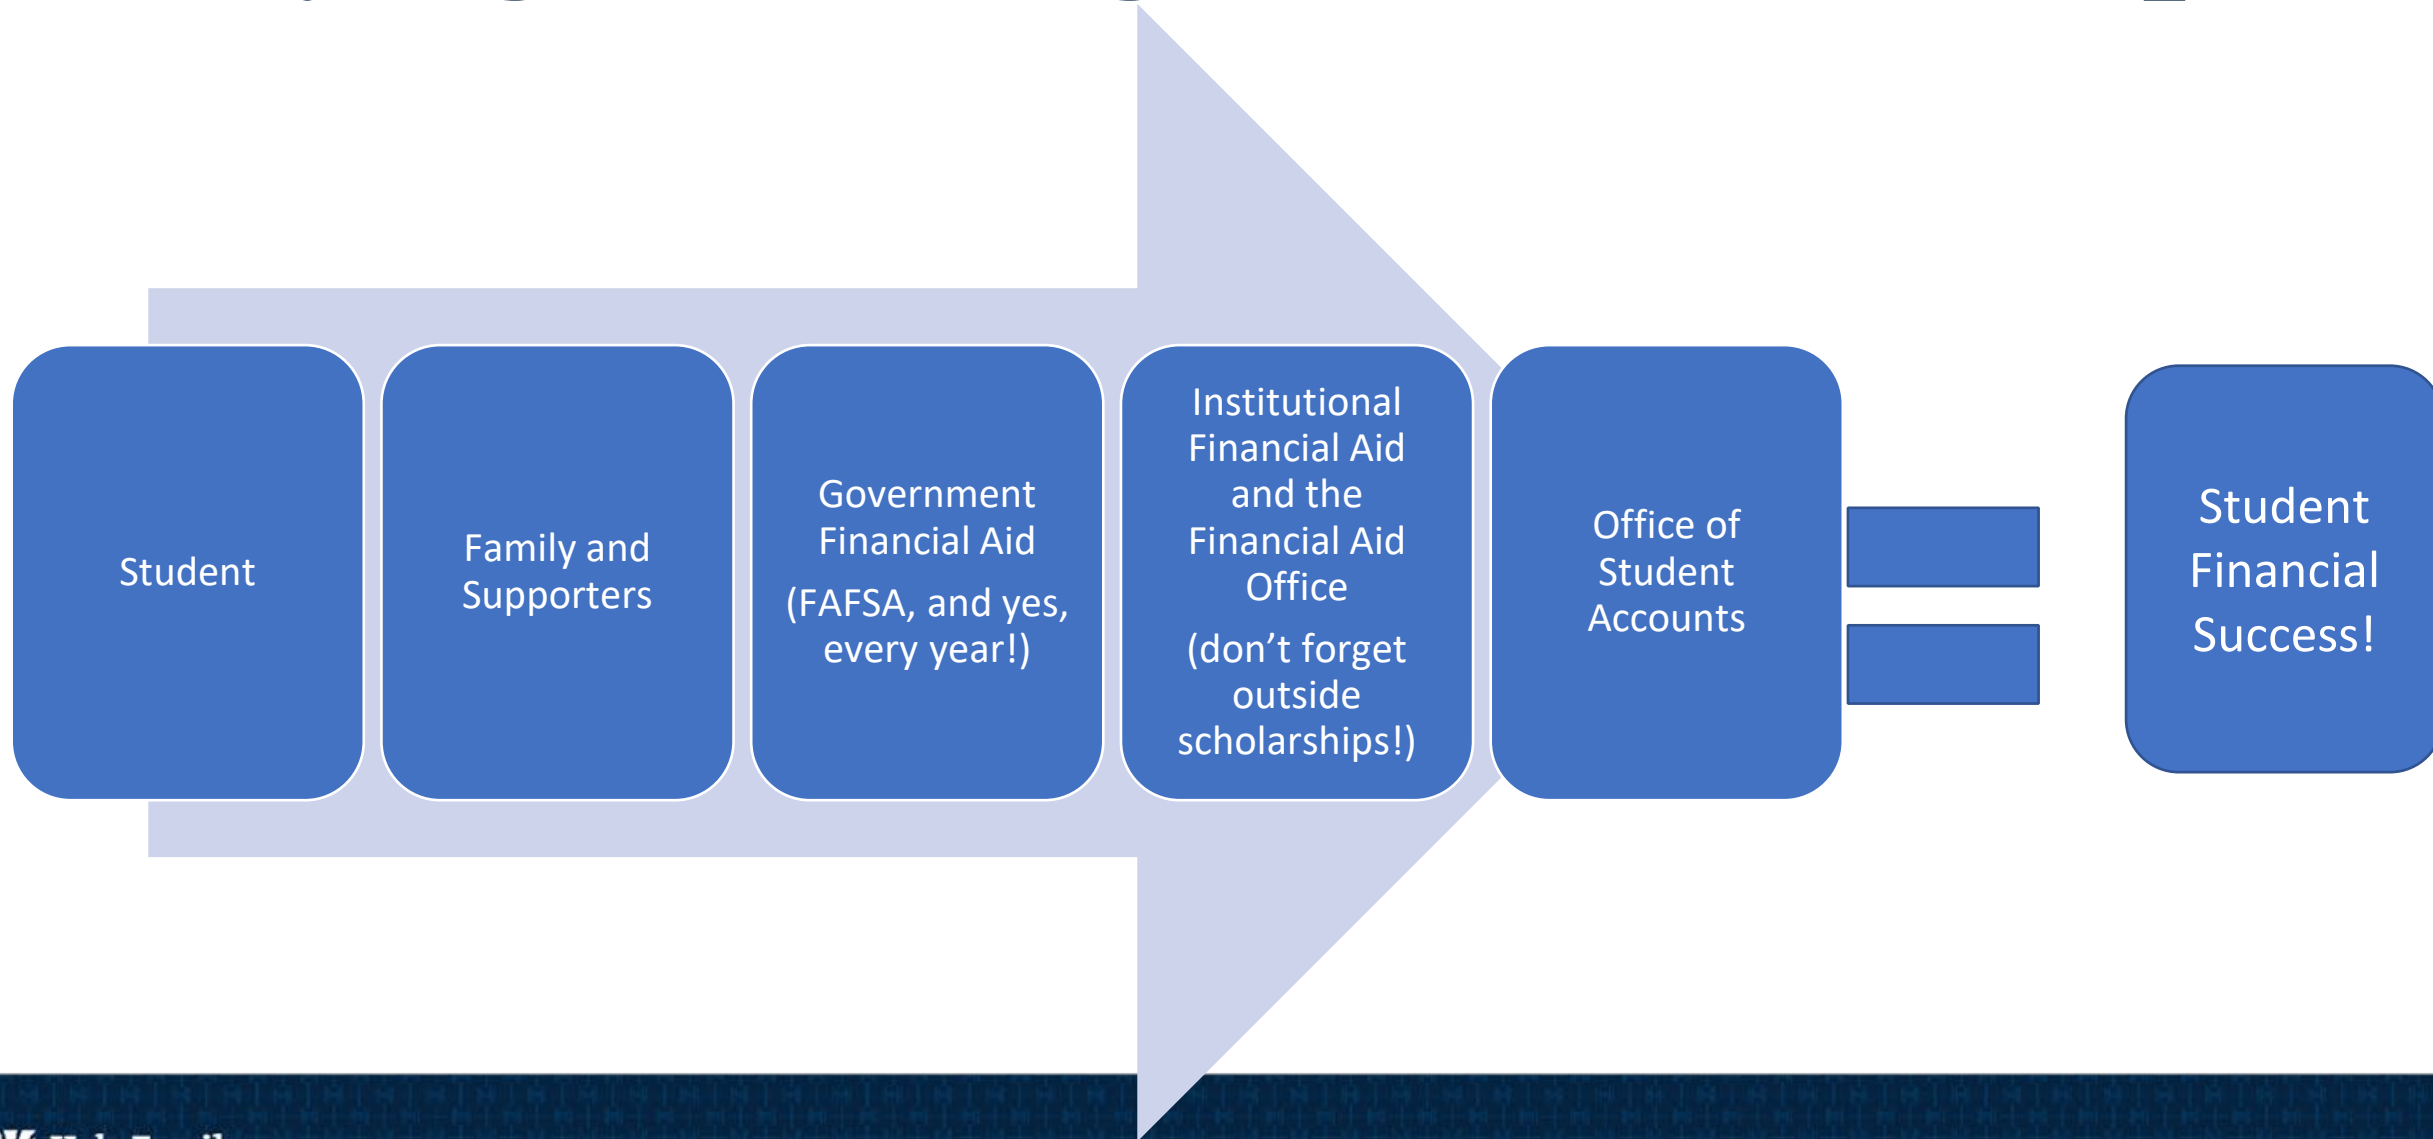 Student
Family and
Supporters
Government
Financial Aid
(FAFSA, and yes,
every year!)
Institutional
Financial Aid
and the
Financial Aid
Office
(don’t forget
outside
scholarships!)
Office of
Student
Accounts
Student
Financial
Success!